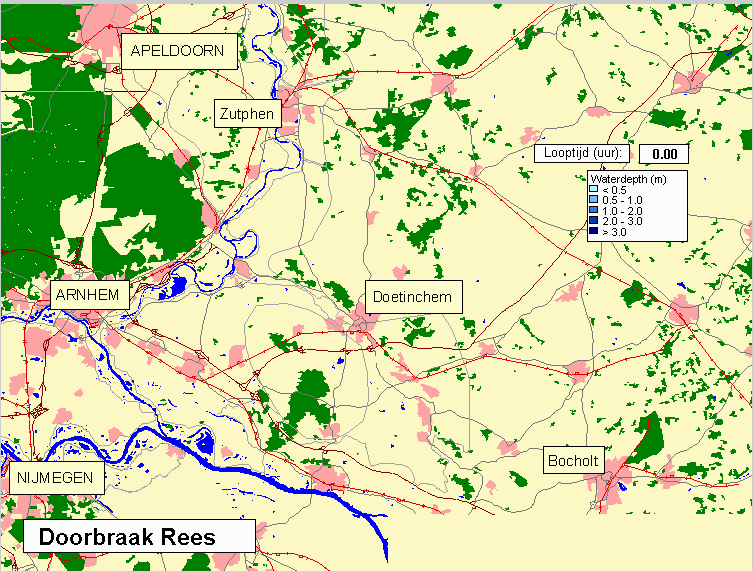 APELDOORN
Zutphen
Looptijd (uur): 0.00
Waterdepth (m)
< 0.5
0.5 - 1.0
1.0 - 2.0
2.0 - 3.0
> 3.0
ARNHEM
Doetinchem
Bocholt
NIJMEGEN
Doorbraak Rees